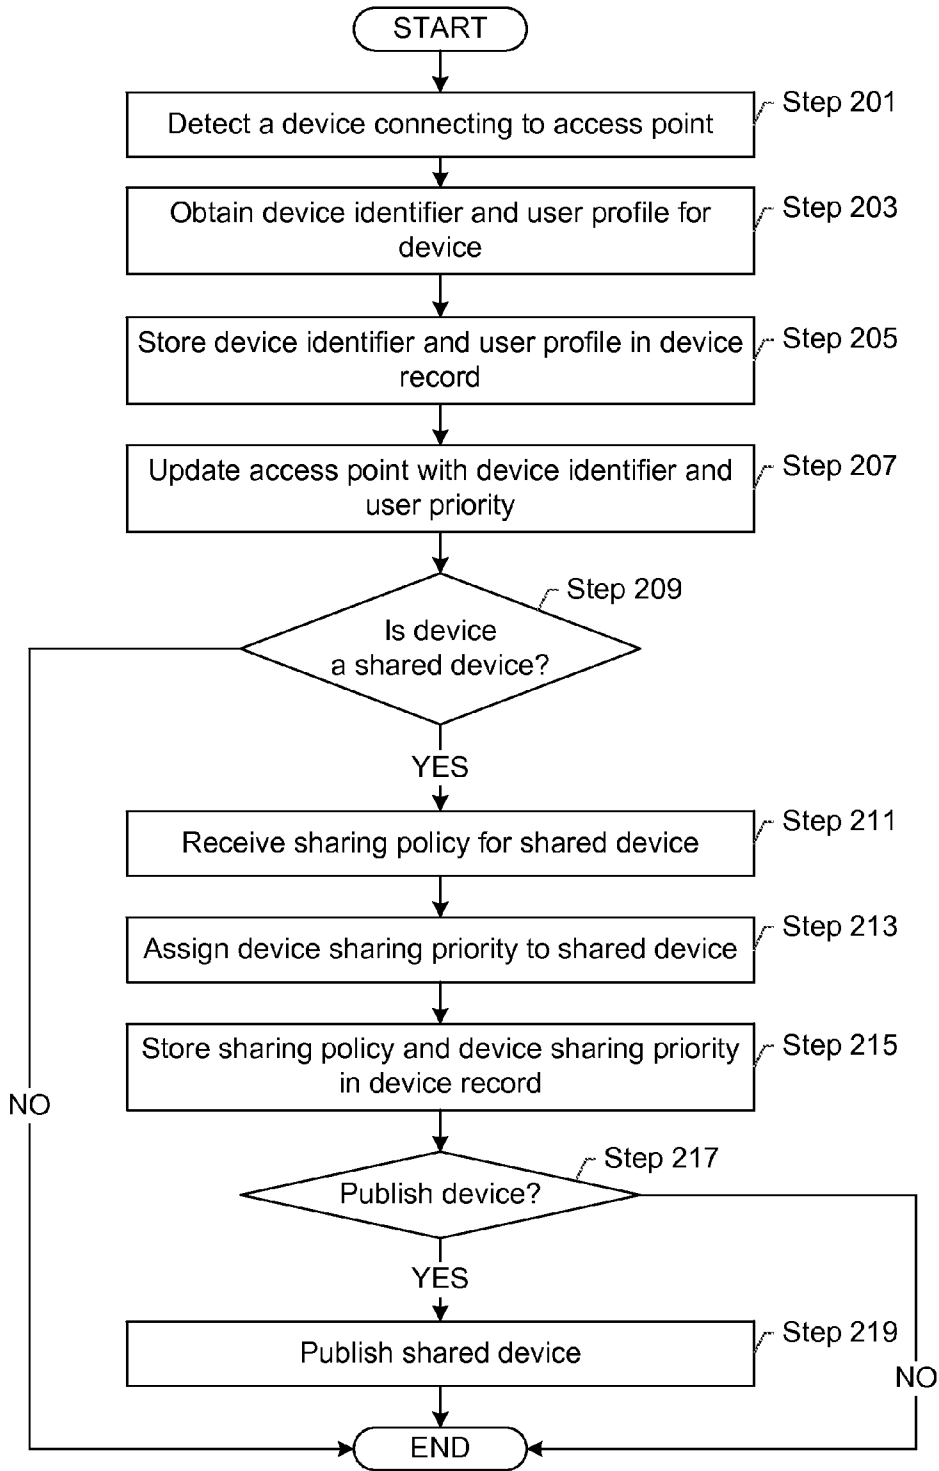 START
Step 201
Detect a device connecting to access point
Step 203
Obtain device identifier and user profile for
device
Step 205
Store device identifier and user profile in device
record
Step 207
Update access point with device identifier and
user priority
Step 209
Is device
a shared device?
YES
Step 211
Receive sharing policy for shared device
Step 213
Assign device sharing priority to shared device
Step 215
Store sharing policy and device sharing priority
in device record
NO
Step 217
Publish device?
YES
Step 219
Publish shared device
NO
END